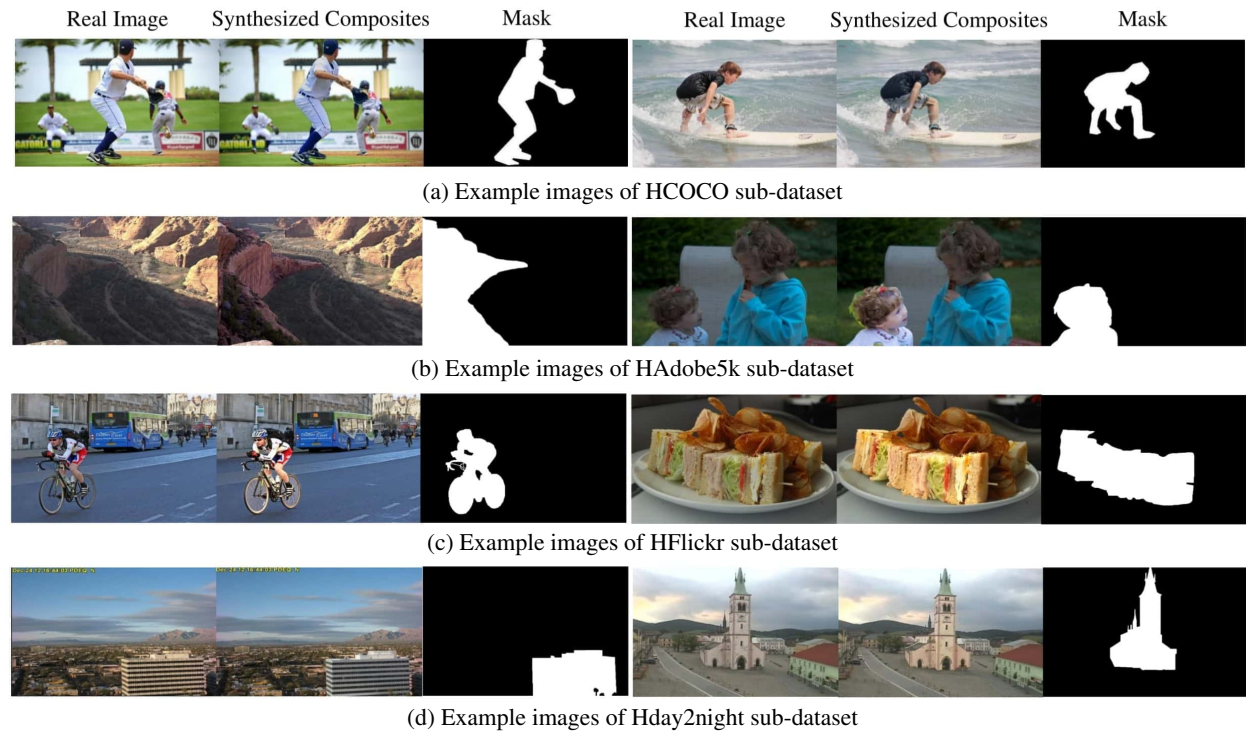 Real Image Synthesized Composites Mask Real Image Synthesized Composites Mask
(a) Example images of HCOCO sub-dataset
(b) Example images of HAdobe5k sub-dataset
(c) Example images of HFlickr sub-dataset
(d) Example images of Hday2night sub-dataset